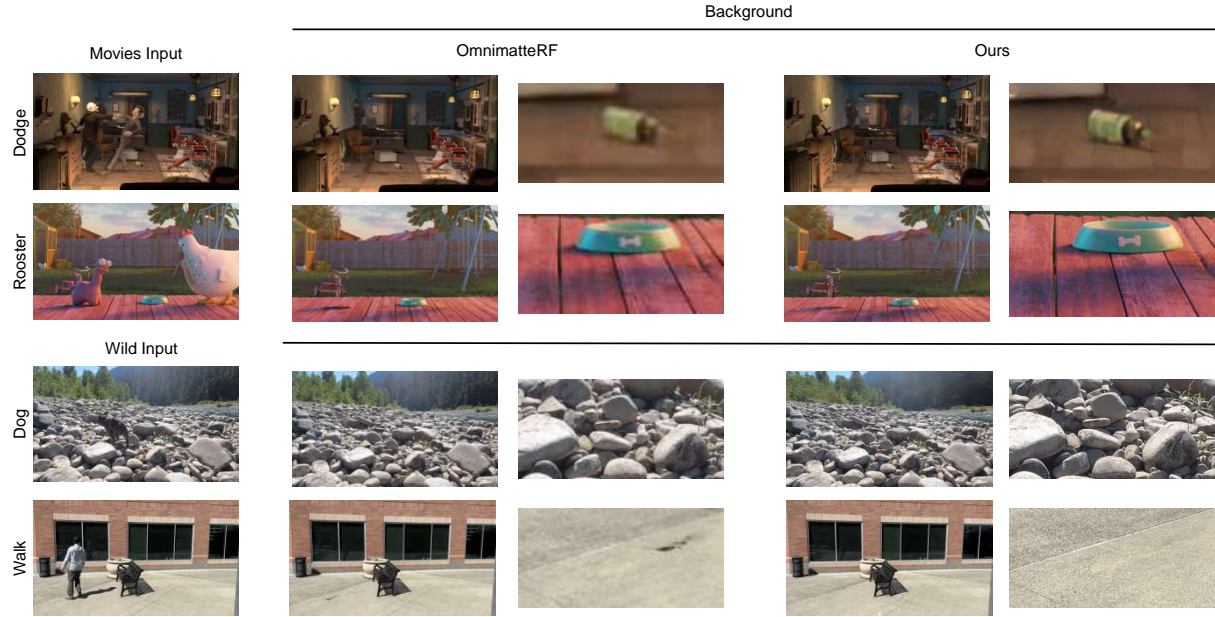 Background
Movies Input
OmnimatteRF
Ours
Dodge
Rooster
Wild Input
Dog
Walk